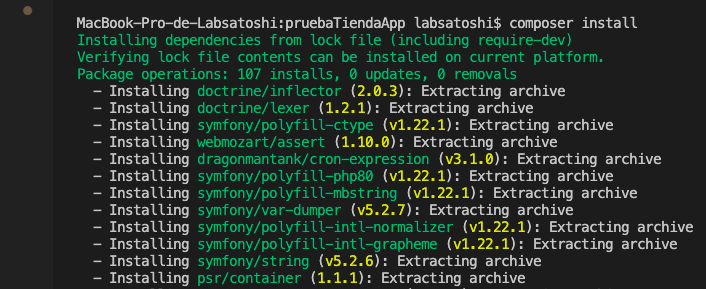 MacBook-Pro-de-Labsatoshi:pruebaTiendaApp labsatoshi$ composer install
Installing dependencies from lock file (including require-dev)
Verifying lock file contents can be installed on current platform.
Package operations: 107 installs, 0 updates, 0 removals
- Installing doctrine/inflector (2.0.3): Extracting archive
- Installing doctrine/lexer (1.2.1): Extracting archive
- Installing symfony/polyfill-ctype (v1.22.1): Extracting archive
- Installing webmozart/assert (1.10.0): Extracting archive
- Installing dragonmantank/cron-expression (v3.1.0): Extracting archive
- Installing symfony/polyfill-php80 (v1.22.1): Extracting archive
- Installing symfony/polyfill-mbstring (v1.22.1): Extracting archive
- Installing symfony/var-dumper (v5.2.7): Extracting archive
- Installing symfony/polyfill-intl-normalizer (v1.22.1): Extracting archive
- Installing symfony/polyfill-intl-grapheme (v1.22.1): Extracting archive
- Installing symfony/string (v5.2.6): Extracting archive
- Installing psr/container (1.1.1): Extracting archive